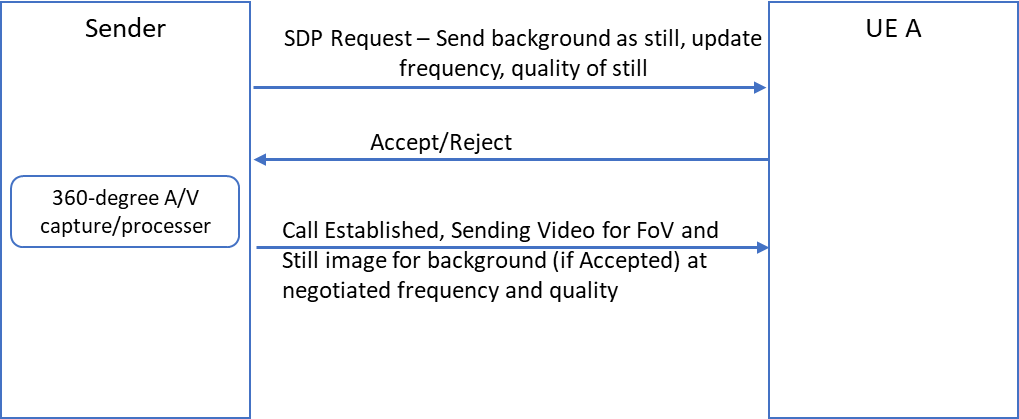 Sender
UE A
SDP Request – Send background as still, update
frequency, quality of still
Accept/Reject
360-degree A/V
capture/processer
Call Established, Sending Video for FoV and
Still image for background (if Accepted) at
negotiated frequency and quality